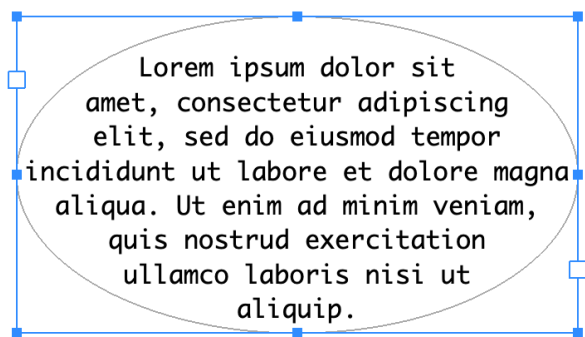 Lorem ipsum dolor sit
amet, consectetur adipiscing
elit, sed do eiusmod tempor
incididunt ut labore et dolore magna
aliqua. Ut enim ad minim veniam,
quis nostrud exercitation
ullamco laboris nisi ut
aliquip.